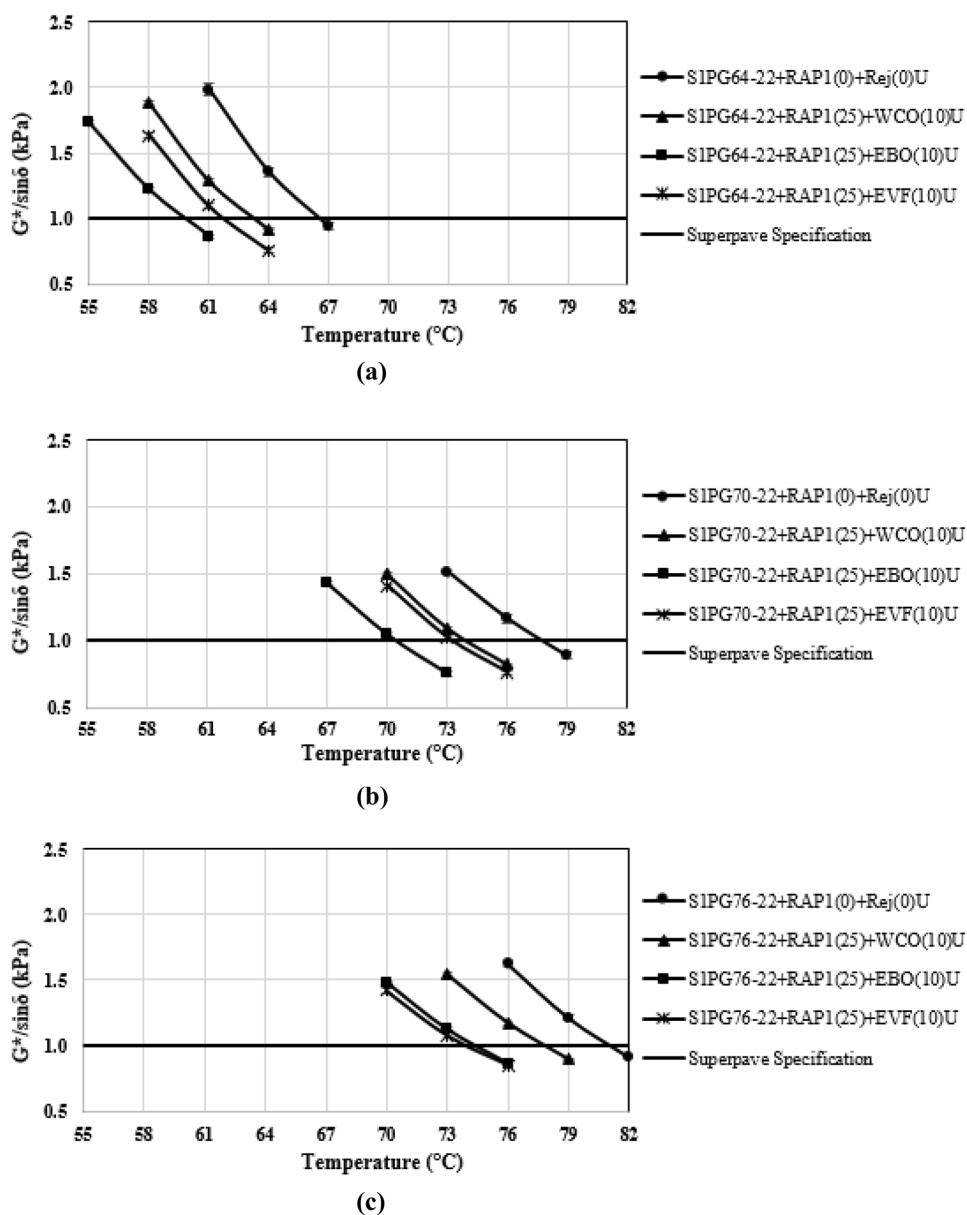 2.5
2.0
1.5
1.0
0.5
G*/sinδ (kPa)
55 58 61 64 67 70 73 76 79 82
Temperature (°C)
S1PG64-22+RAP1(0)+Rej(0)U
S1PG64-22+RAP1(25)+WCO(10)U
S1PG64-22+RAP1(25)+EBO(10)U
S1PG64-22+RAP1(25)+EVF(10)U
Superpave Specification
(a)
2.5
2.0
1.5
1.0
0.5
G*/sinδ (kPa)
55 58 61 64 67 70 73 76 79 82
Temperature (°C)
S1PG70-22+RAP1(0)+Rej(0)U
S1PG70-22+RAP1(25)+WCO(10)U
S1PG70-22+RAP1(25)+EBO(10)U
S1PG70-22+RAP1(25)+EVF(10)U
Superpave Specification
(b)
2.5
2.0
1.5
1.0
0.5
G*/sinδ (kPa)
55 58 61 64 67 70 73 76 79 82
Temperature (°C)
S1PG76-22+RAP1(0)+Rej(0)U
S1PG76-22+RAP1(25)+WCO(10)U
S1PG76-22+RAP1(25)+EBO(10)U
S1PG76-22+RAP1(25)+EVF(10)U
Superpave Specification
(c)